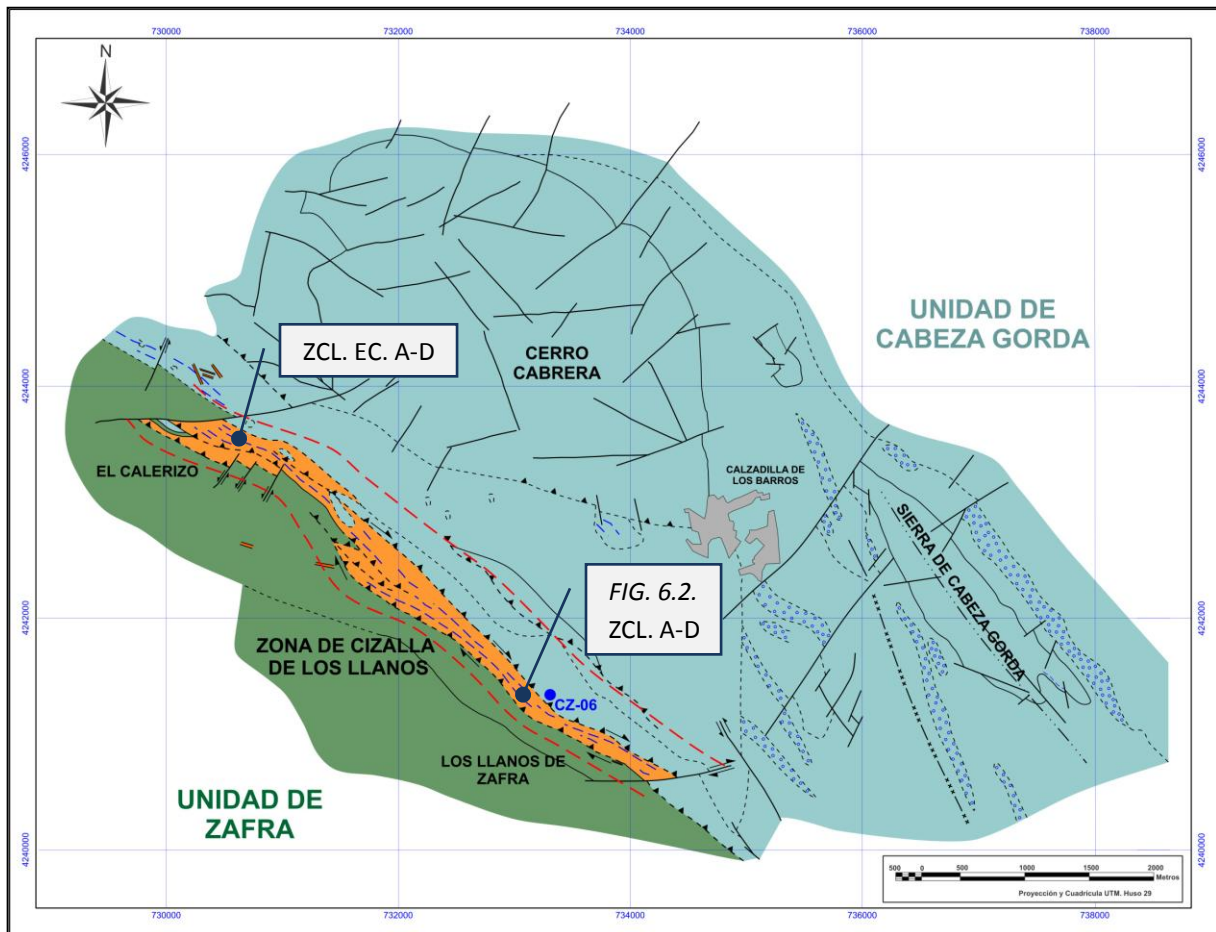 730000
732000
734000
736000
738000
N
4246000
4246000
UNIDAD DE
CABEZA GORDA
ZCL. EC. A-D
CERRO
CABRERA
4244000
4244000
EL CALERIZO
CALZADILLA DE
LOS BARROS
SIERRA DE CABEZA GORDA
FIG. 6.2.
ZCL. A-D
4242000
4242000
ZONA DE CIZALLA
DE LOS LLANOS
CZ-06
LOS LLANOS DE
ZAFRA
UNIDAD DE
ZAFRA
4240000
4240000
500 0 500 1000 1500 2000
Metros
Proyección y Cuadrícula UTM. Huso 29
730000
732000
734000
736000
738000